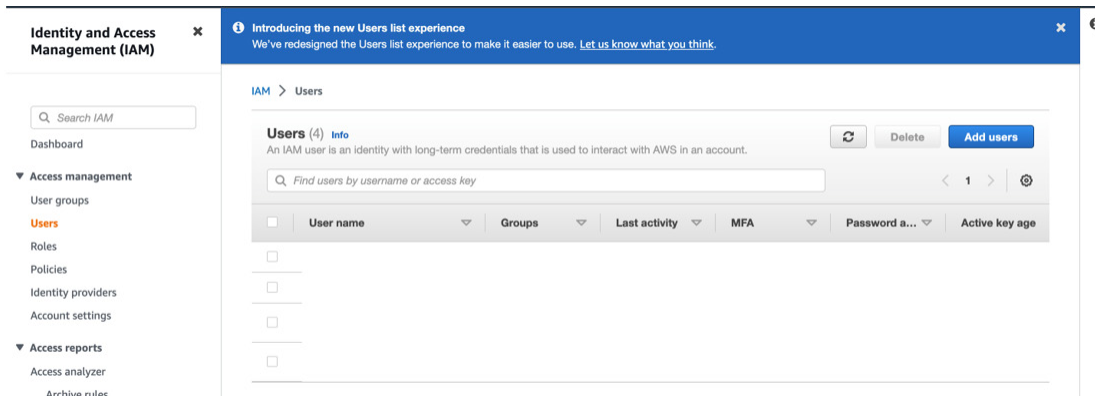 Identity and Access
Management (IAM)
Search IAM
Dashboard
Access management
User groups
Users
Roles
Policies
Identity providers
Account settings
Access reports
Access analyzer
Archive rules
Introducing the new Users list experience
We've redesigned the Users list experience to make it easier to use. Let us know what you think.
IAM > Users
Users (4) Info
Delete
Add users
An IAM user is an identity with long-term credentials that is used to interact with AWS in an account.
Find users by username or access key
1
User name Groups Last activity MFA Password a... Active key age